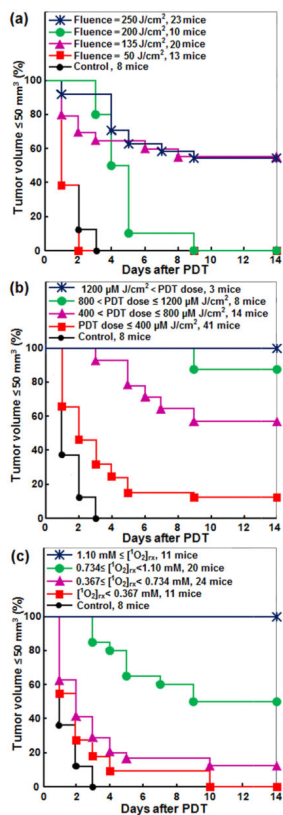 (a)
Fluence = 250 J/cm², 23 mice
Fluence = 200 J/cm², 10 mice
Fluence = 135 J/cm², 20 mice
Fluence = 50 J/cm², 13 mice
Control, 8 mice
Tumor volume ≤ 50 mm³ (%)
100
80
60
40
20
0
2 4 6 8 10 12 14
Days after PDT
(b)
1200 µM J/cm² < PDT dose, 3 mice
800 < PDT dose ≤ 1200 µM J/cm², 8 mice
400 < PDT dose ≤ 800 µM J/cm², 14 mice
PDT dose ≤ 400 µM J/cm², 41 mice
Control, 8 mice
Tumor volume ≤50 mm³ (%)
100
75
50
25
0
0 2 4 6 8 10 12 14
Days after PDT
(c)
1.10 mM ≤ [¹O₂]rx, 11 mice
0.734≤ [¹O₂]rx<1.10 mM, 20 mice
0.367≤ [¹O₂]rx< 0.734 mM, 24 mice
[¹O₂]rx< 0.367 mM, 11 mice
Control, 8 mice
Tumor volume ≤50 mm³ (%)
100
80
60
40
20
0
0 2 4 6 8 10 12 14
Days after PDT